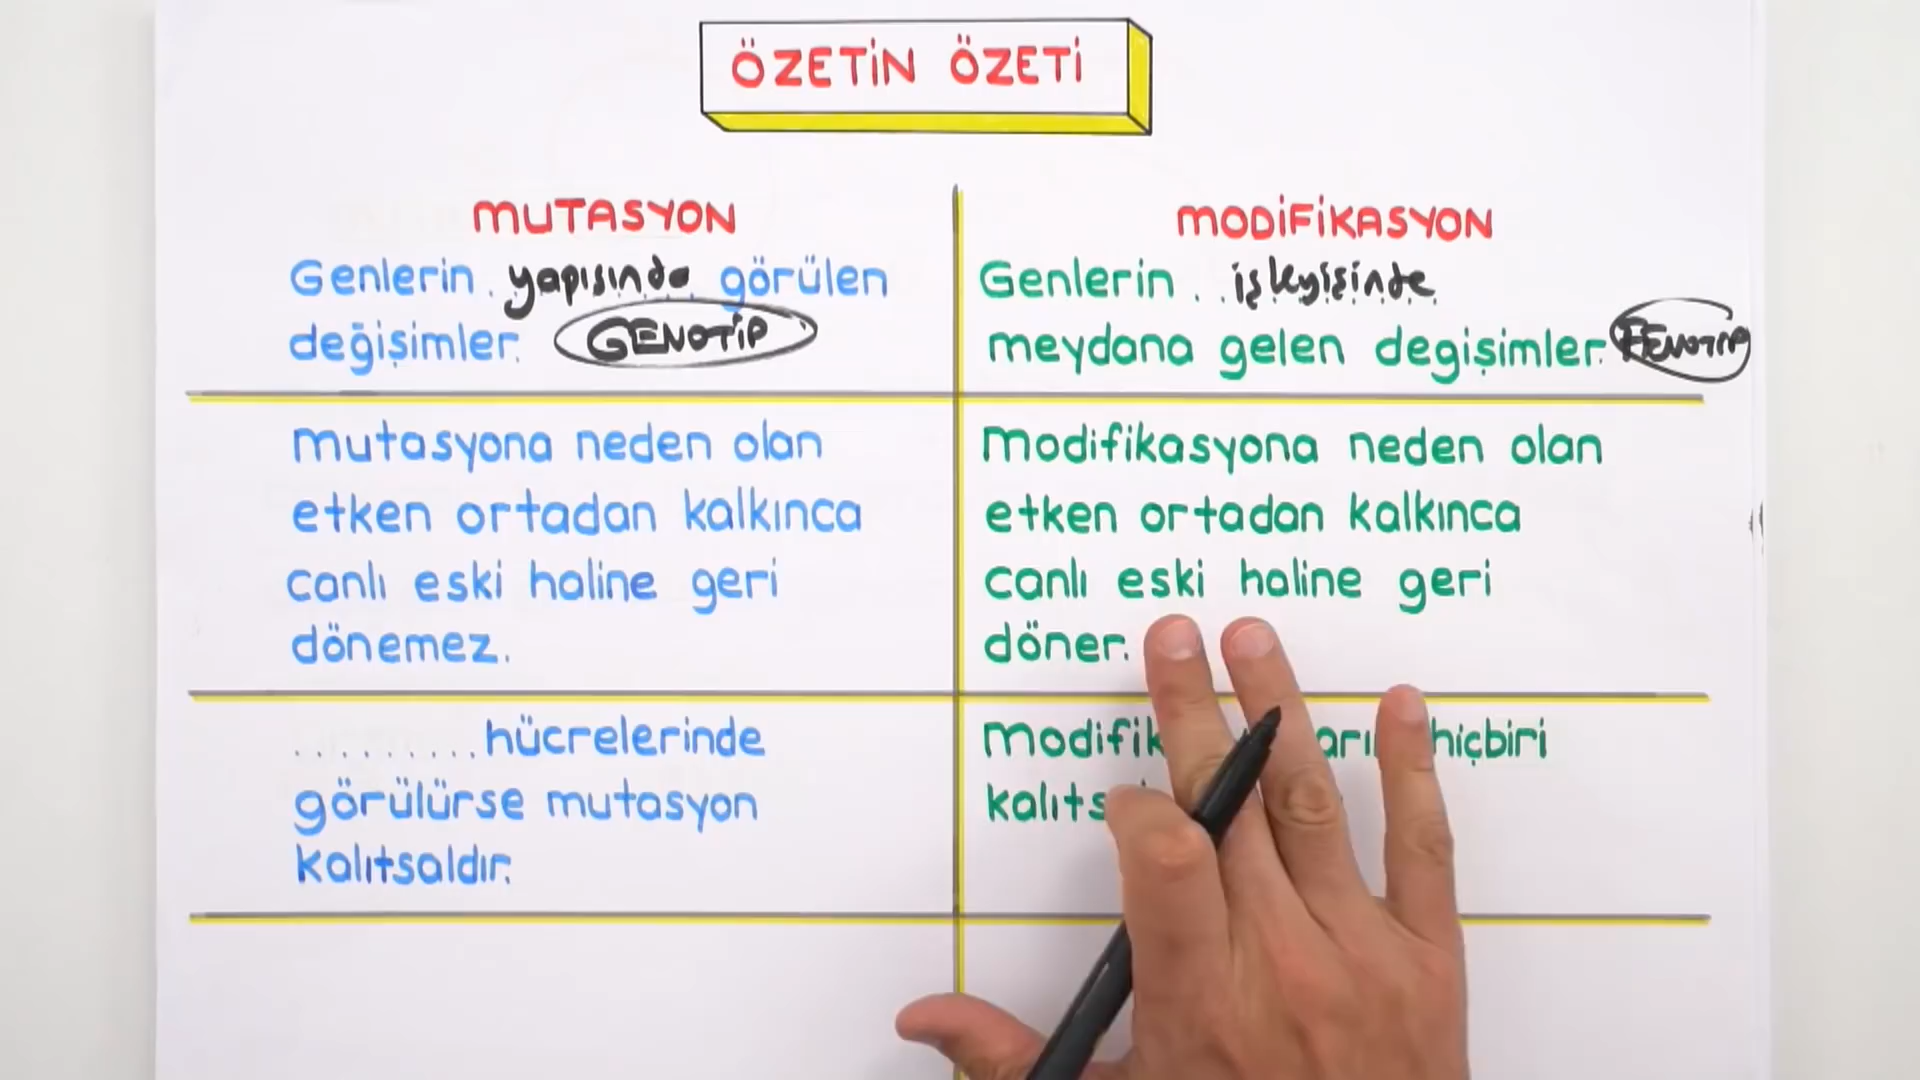 ÖZETİN ÖZETİ
MUTASYON
Genlerin yapısında görülen
değişimler. GENOTİP
mutasyona neden olan
etken ortadan kalkınca
canlı eski haline geri
dönemez.
.........hücrelerinde
görülürse mutasyon
kalıtsaldır.
MODİFİKASYON
Genlerin .. işleyişinde
meydana gelen degişimler. FENOTİP
Modifikasyona neden olan
etken ortadan kalkınca
canlı eski haline geri
döner.
hiçbiri